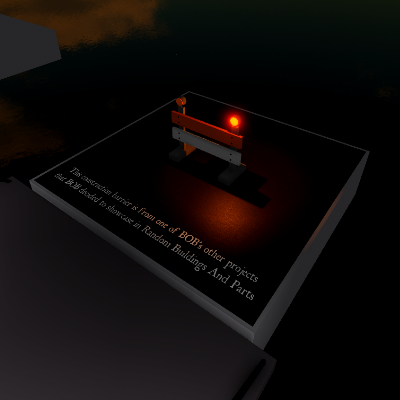 This construction barrier is from one of BOB's other projects
that BOB decided to showcase in Random Buildings And Parts.